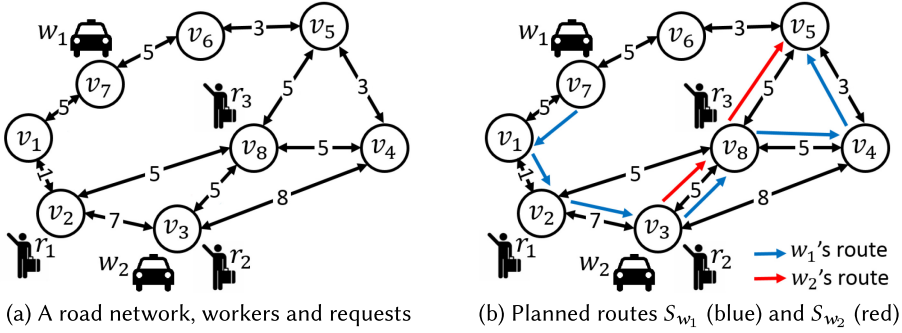 w₁
v₇
5
v₆
3
v₅
5
v₁
r₃
5
3
v₈
5
v₄
1
5
8
v₂
7
5
v₃
r₁
w₂
r₂
(a) A road network, workers and requests
w₁
v₇
5
v₆
3
v₅
5
v₁
r₃
5
3
v₈
5
v₄
1
5
8
v₂
7
5
v₃
r₁
w₂
r₂
w₁'s route
w₂'s route
(b) Planned routes S_w₁ (blue) and S_w₂ (red)